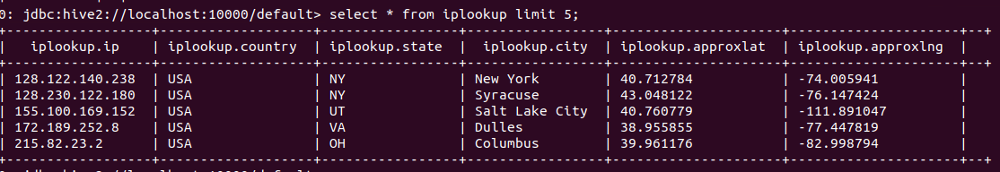 0: jdbc:hive2://localhost:10000/default> select * from iplookup limit 5;
+------------------+-------------------+-----------------+-----------------+---------------------+---------------------+--+
| iplookup.ip | iplookup.country | iplookup.state | iplookup.city | iplookup.approxlat | iplookup.approxlng |
+------------------+-------------------+-----------------+-----------------+---------------------+---------------------+--+
| 128.122.140.238 | USA | NY | New York | 40.712784 | -74.005941 |
| 128.230.122.180 | USA | NY | Syracuse | 43.048122 | -76.147424 |
| 155.100.169.152 | USA | UT | Salt Lake City | 40.760779 | -111.891047 |
| 172.189.252.8 | USA | VA | Dulles | 38.955855 | -77.447819 |
| 215.82.23.2 | USA | OH | Columbus | 39.961176 | -82.998794 |
+------------------+-------------------+-----------------+-----------------+---------------------+---------------------+--+